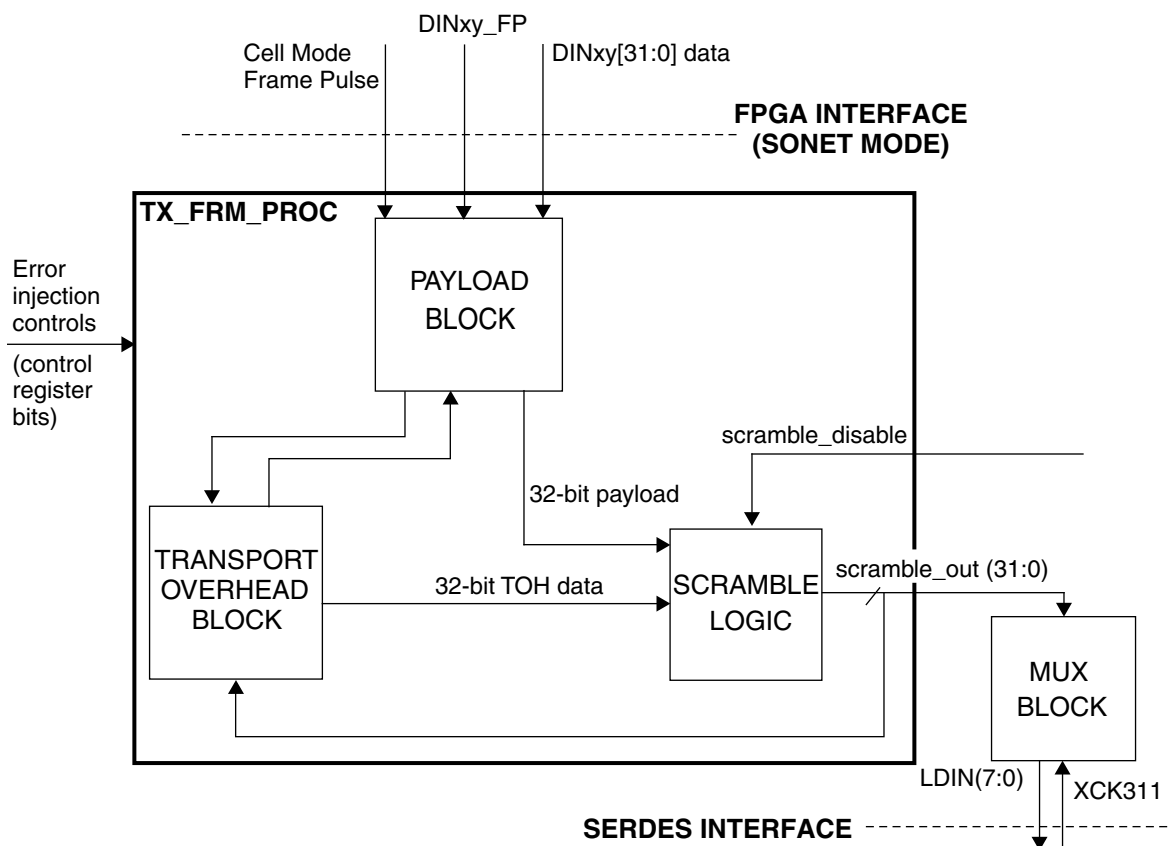 DINxy_FP
Cell Mode
Frame Pulse
DINxy[31:0] data
FPGA INTERFACE
(SONET MODE)
TX_FRM_PROC
PAYLOAD
BLOCK
Error
injection
controls
(control
register
bits)
scramble_disable
32-bit payload
TRANSPORT
OVERHEAD
BLOCK
32-bit TOH data
SCRAMBLE
LOGIC
scramble_out (31:0)
MUX
BLOCK
LDIN(7:0)
XCK311
SERDES INTERFACE